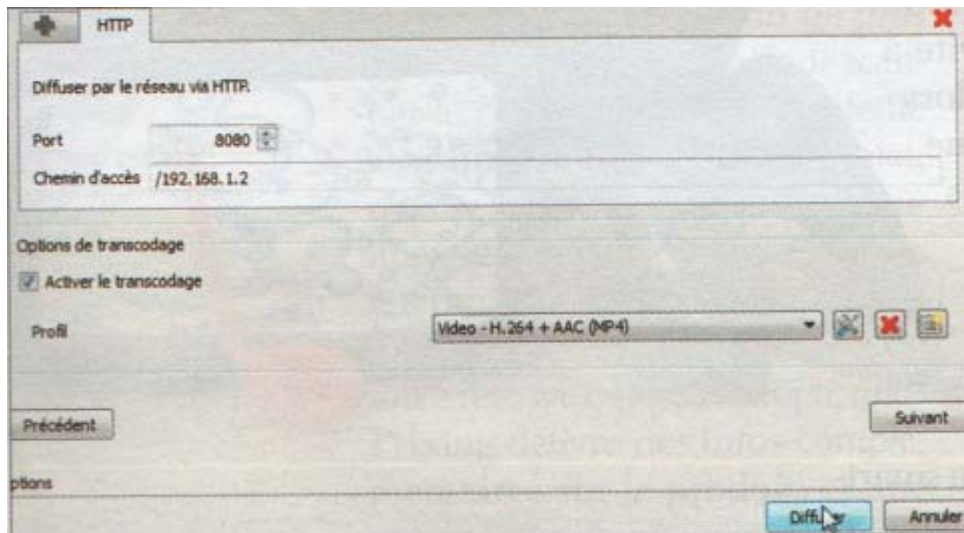 HTTP
Diffuser par le réseau via HTTP.
Port 8080
Chemin d'accès /192.168.1.2
Options de transcodage
Activer le transcodage
Profil Video - H.264 + AAC (MP4)
Précédent Suivant
ptions
Diffuser Annuler